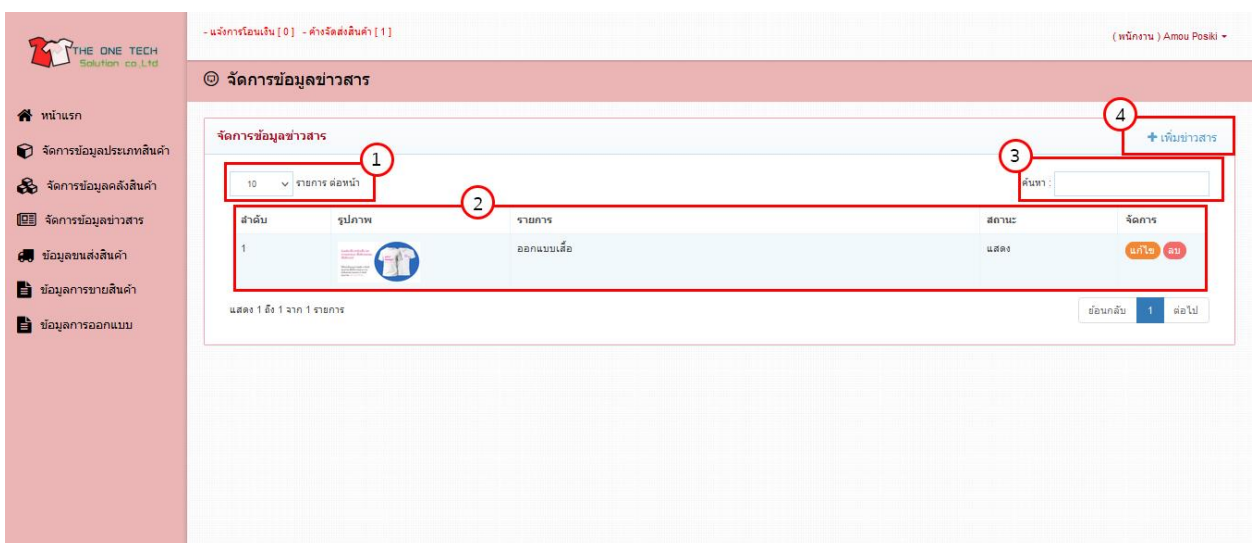 THE ONE TECH
Solution co.,Ltd
- แจ้งการโอนเงิน [ 0 ] - ค้างจัดส่งสินค้า [ 1 ]
( พนักงาน ) Amou Posiki
จัดการข้อมูลข่าวสาร
หน้าแรก
จัดการข้อมูลประเภทสินค้า
จัดการข้อมูลคลังสินค้า
จัดการข้อมูลข่าวสาร
ข้อมูลขนส่งสินค้า
ข้อมูลการขายสินค้า
ข้อมูลการออกแบบ
จัดการข้อมูลข่าวสาร
4
+ เพิ่มข่าวสาร
1
10 รายการ ต่อหน้า
3
ค้นหา :
2
ลำดับ รูปภาพ รายการ สถานะ จัดการ
1 ออกแบบเสื้อ แสดง แก้ไข ลบ
แสดง 1 ถึง 1 จาก 1 รายการ
ย้อนกลับ 1 ต่อไป